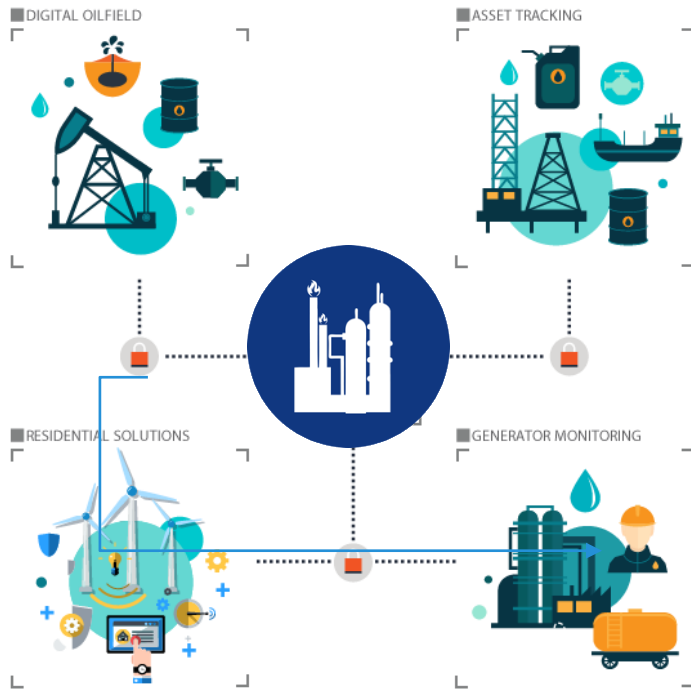 DIGITAL OILFIELD
ASSET TRACKING
RESIDENTIAL SOLUTIONS
GENERATOR MONITORING